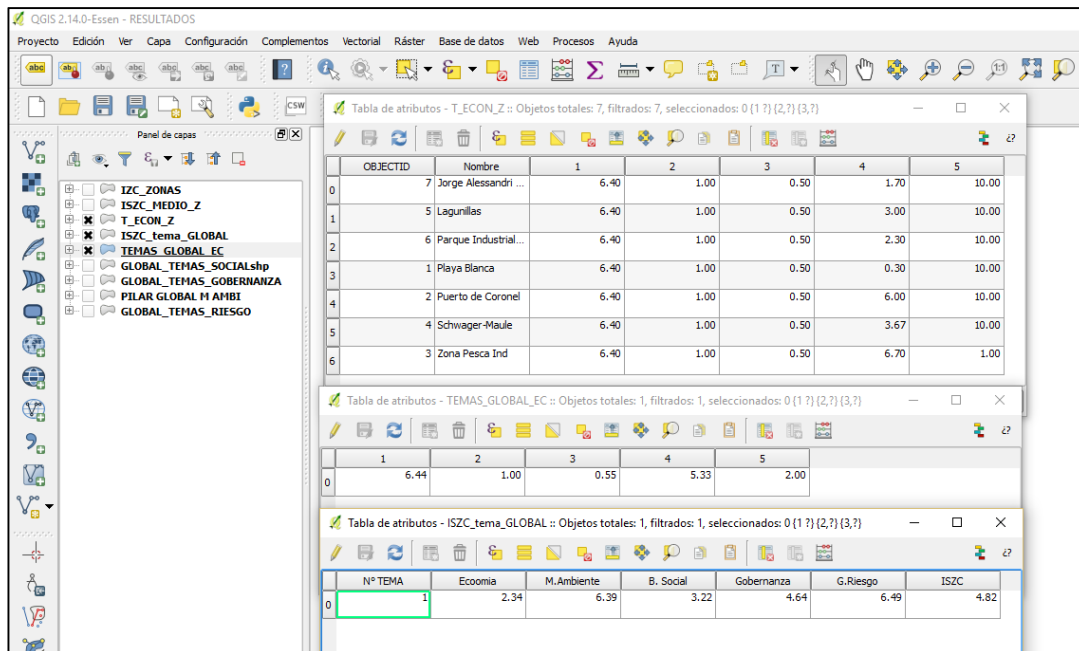 QGIS 2.14.0-Essen - RESULTADOS
Proyecto Edición Ver Capa Configuración Complementos Vectorial Ráster Base de datos Web Procesos Ayuda
abc abc abc abc abc abc ?
T
1:1
CSW
Panel de capas
IZC_ZONAS
ISZC_MEDIO_Z
T_ECON_Z
ISZC_tema_GLOBAL
TEMAS_GLOBAL_EC
GLOBAL_TEMAS_SOCIALshp
GLOBAL_TEMAS_GOBERNANZA
PILAR GLOBAL M AMBI
GLOBAL_TEMAS_RIESGO
Tabla de atributos - T_ECON_Z :: Objetos totales: 7, filtrados: 7, seleccionados: 0 {1 ?} {2,?} {3,?}
OBJECTID Nombre 1 2 3 4 5
0 7 Jorge Alessandri ... 6.40 1.00 0.50 1.70 10.00
1 5 Lagunillas 6.40 1.00 0.50 3.00 10.00
2 6 Parque Industrial... 6.40 1.00 0.50 2.30 10.00
3 1 Playa Blanca 6.40 1.00 0.50 0.30 10.00
4 2 Puerto de Coronel 6.40 1.00 0.50 6.00 10.00
5 4 Schwager-Maule 6.40 1.00 0.50 3.67 10.00
6 3 Zona Pesca Ind 6.40 1.00 0.50 6.70 1.00
Tabla de atributos - TEMAS_GLOBAL_EC :: Objetos totales: 1, filtrados: 1, seleccionados: 0 {1 ?} {2,?} {3,?}
1 2 3 4 5
0 6.44 1.00 0.55 5.33 2.00
Tabla de atributos - ISZC_tema_GLOBAL :: Objetos totales: 1, filtrados: 1, seleccionados: 0 {1 ?} {2,?} {3,?}
Nº TEMA Ecoomia M.Ambiente B. Social Gobernanza G.Riesgo ISZC
0 1 2.34 6.39 3.22 4.64 6.49 4.82